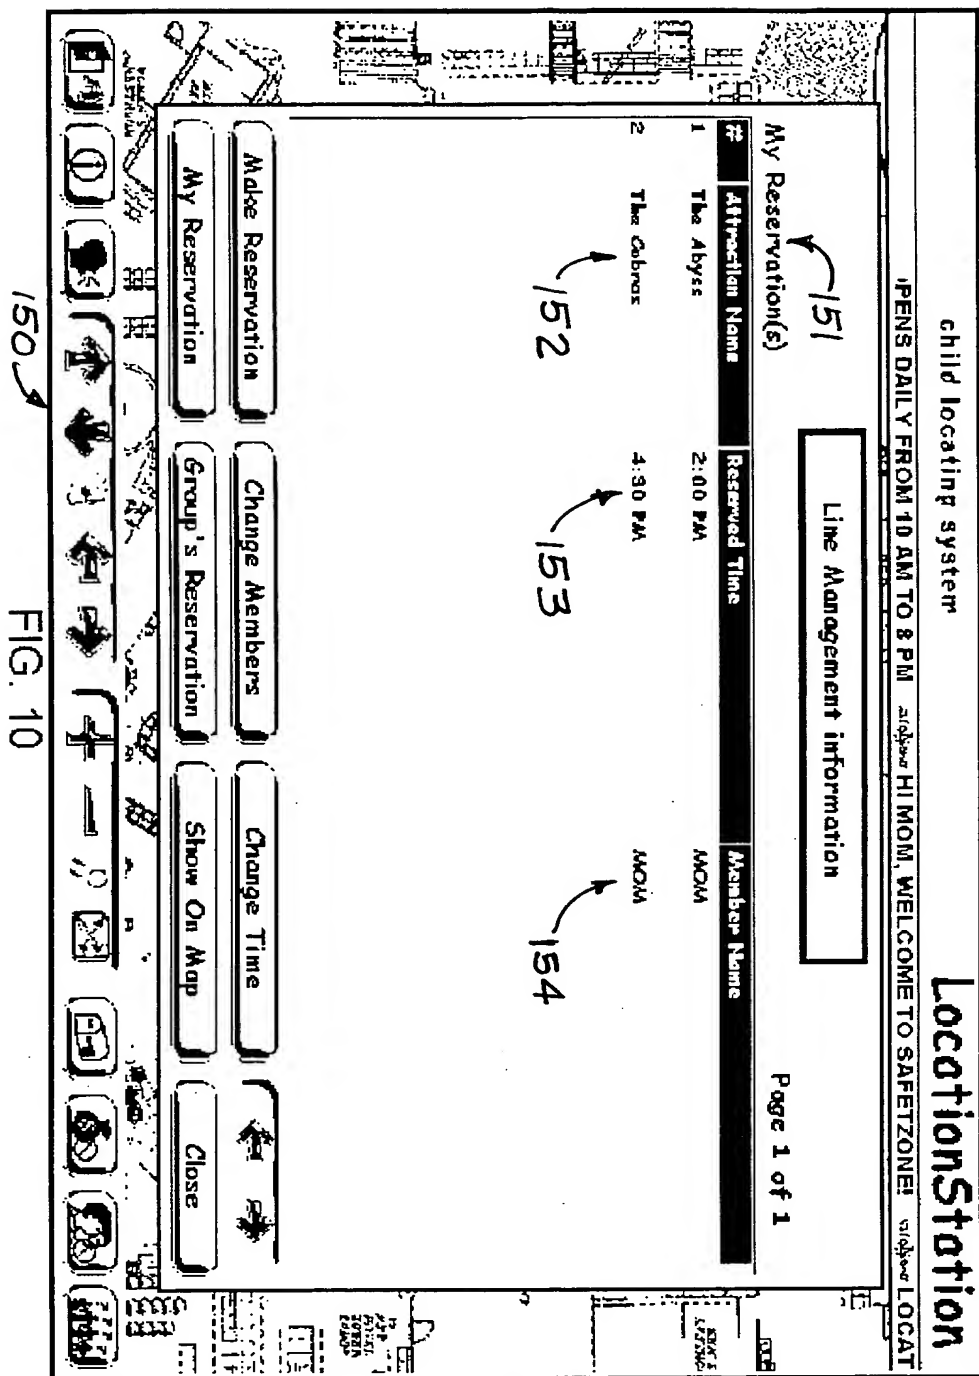 child locating system
LocationStation
PENS DAILY FROM 10 AM TO 8 PM HI MOM, WELCOME TO SAFETZONE! LOCAT
Line Management information
151
My Reservation(s)
Page 1 of 1
# Attraction Name Reserved Time Member Name
1 The Abyss 2:00 PM MOM
2 The Cobras 4:30 PM MOM
152 153 154
Make Reservation Change Members Change Time
My Reservation Group's Reservation Show On Map Close
150
FIG. 10